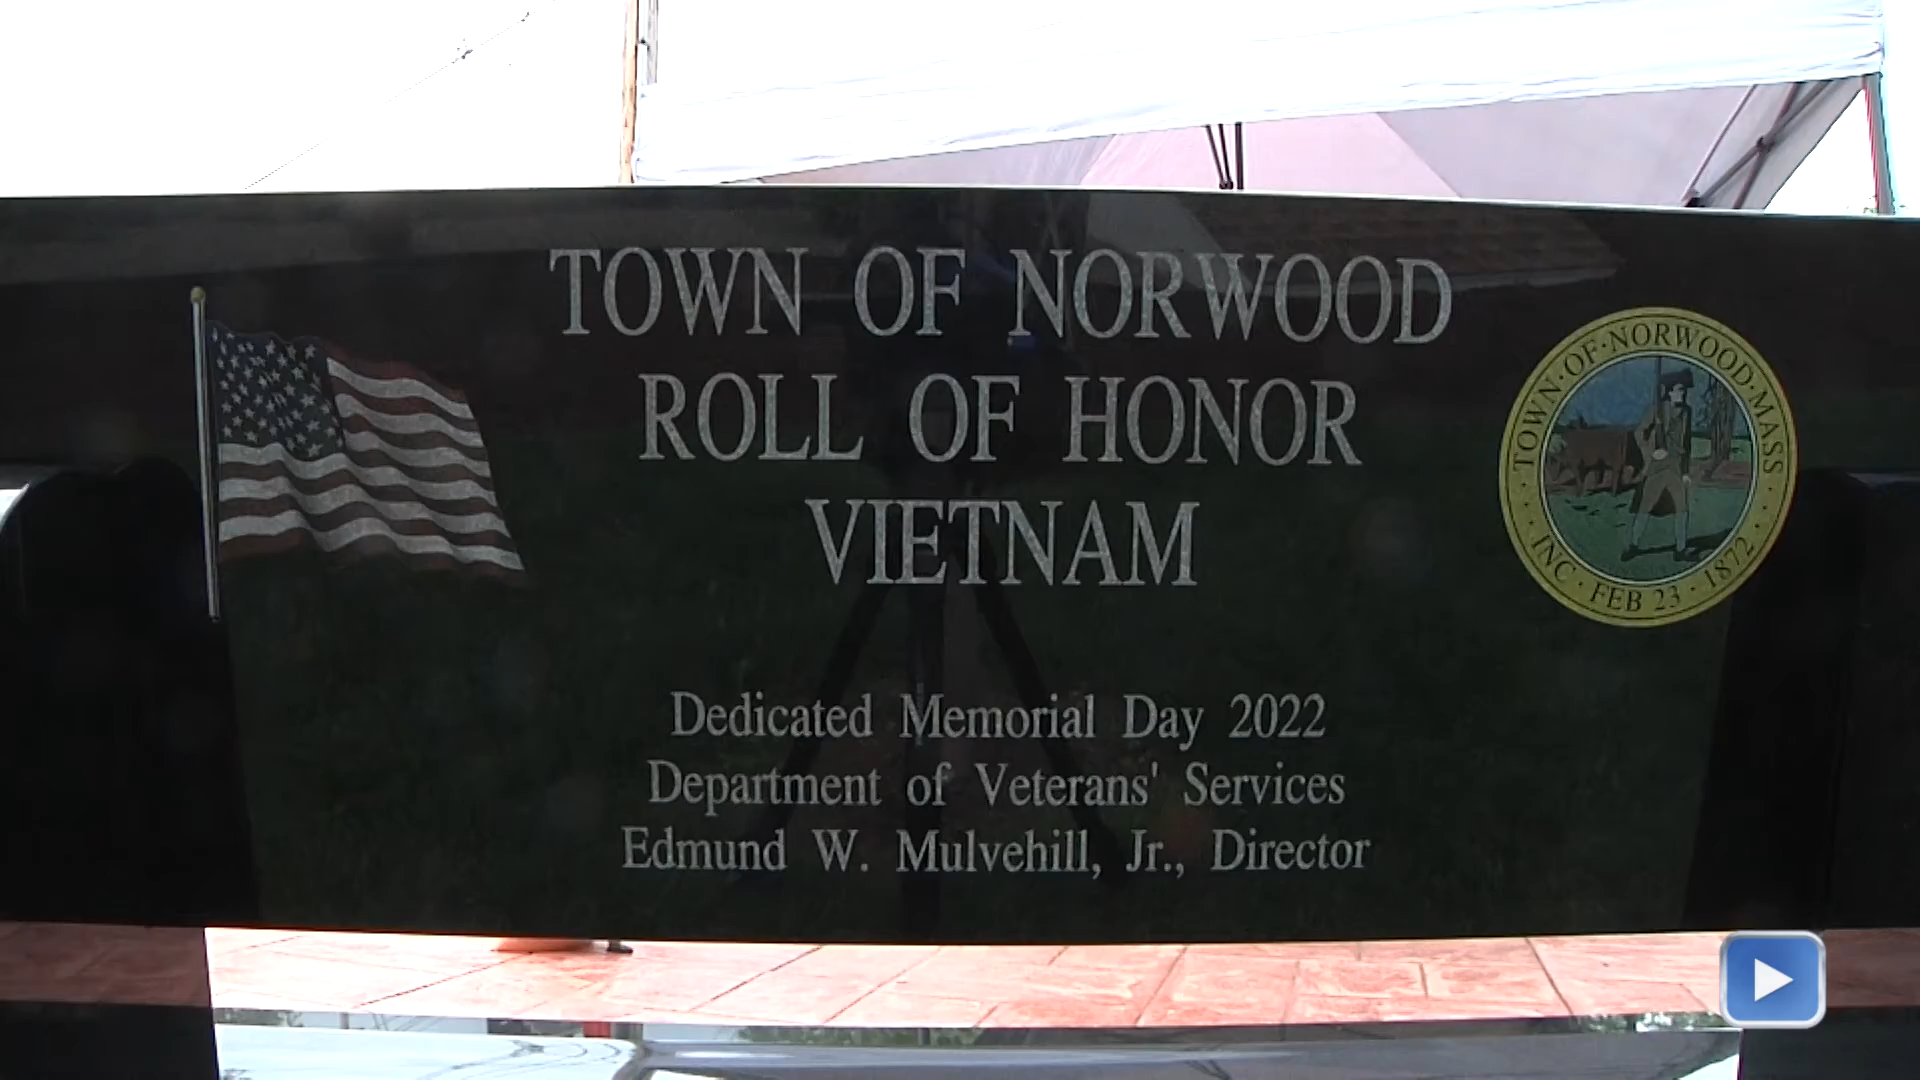 TOWN OF NORWOOD
ROLL OF HONOR
VIETNAM
TOWN·OF·NORWOOD·MASS
INC · FEB 23 · 1872
Dedicated Memorial Day 2022
Department of Veterans' Services
Edmund W. Mulvehill, Jr., Director